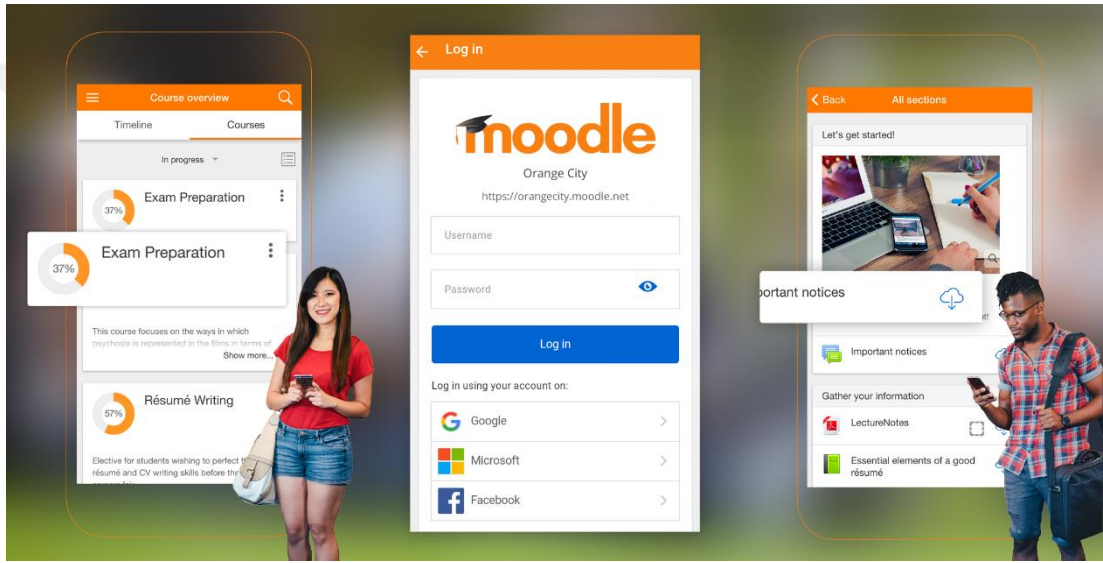 Course overview
Timeline
Courses
In progress
37%
Exam Preparation
37%
Exam Preparation
This course focuses on the ways in which
psychosis is represented in the films in terms of
Show more...
57%
Résumé Writing
Elective for students wishing to perfect
résumé and CV writing skills before the
Log in
moodle
Orange City
https://orangecity.moodle.net
Username
Password
Log in
Log in using your account on:
Google
Microsoft
Facebook
Back
All sections
Let's get started!
portant notices
Important notices
Gather your information
LectureNotes
Essential elements of a good
résumé